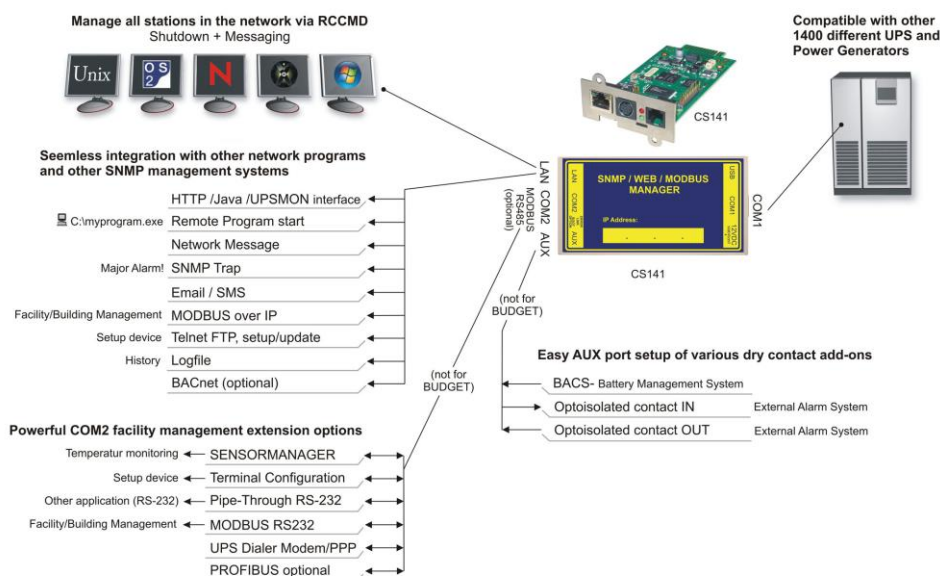 Manage all stations in the network via RCCMD
Shutdown + Messaging
Unix
OS
2
N
Compatible with other
1400 different UPS and
Power Generators
CS141
Seemless integration with other network programs
and other SNMP management systems
HTTP /Java /UPSMON interface
C:\myprogram.exe Remote Program start
Network Message
Major Alarm! SNMP Trap
Email / SMS
Facility/Building Management MODBUS over IP
Setup device Telnet FTP, setup/update
History Logfile
BACnet (optional)
LAN COM2 AUX
MODBUS
RS485
(optional)
LAN COM2 AUX
SNMP / WEB / MODBUS
MANAGER
IP Address:
. . .
USB COM1 12VDC
COM1
CS141
(not for
BUDGET)
(not for
BUDGET)
Easy AUX port setup of various dry contact add-ons
BACS- Battery Management System
Optoisolated contact IN External Alarm System
Optoisolated contact OUT External Alarm System
Powerful COM2 facility management extension options
Temperatur monitoring SENSORMANAGER
Setup device Terminal Configuration
Other application (RS-232) Pipe-Through RS-232
Facility/Building Management MODBUS RS232
UPS Dialer Modem/PPP
PROFIBUS optional